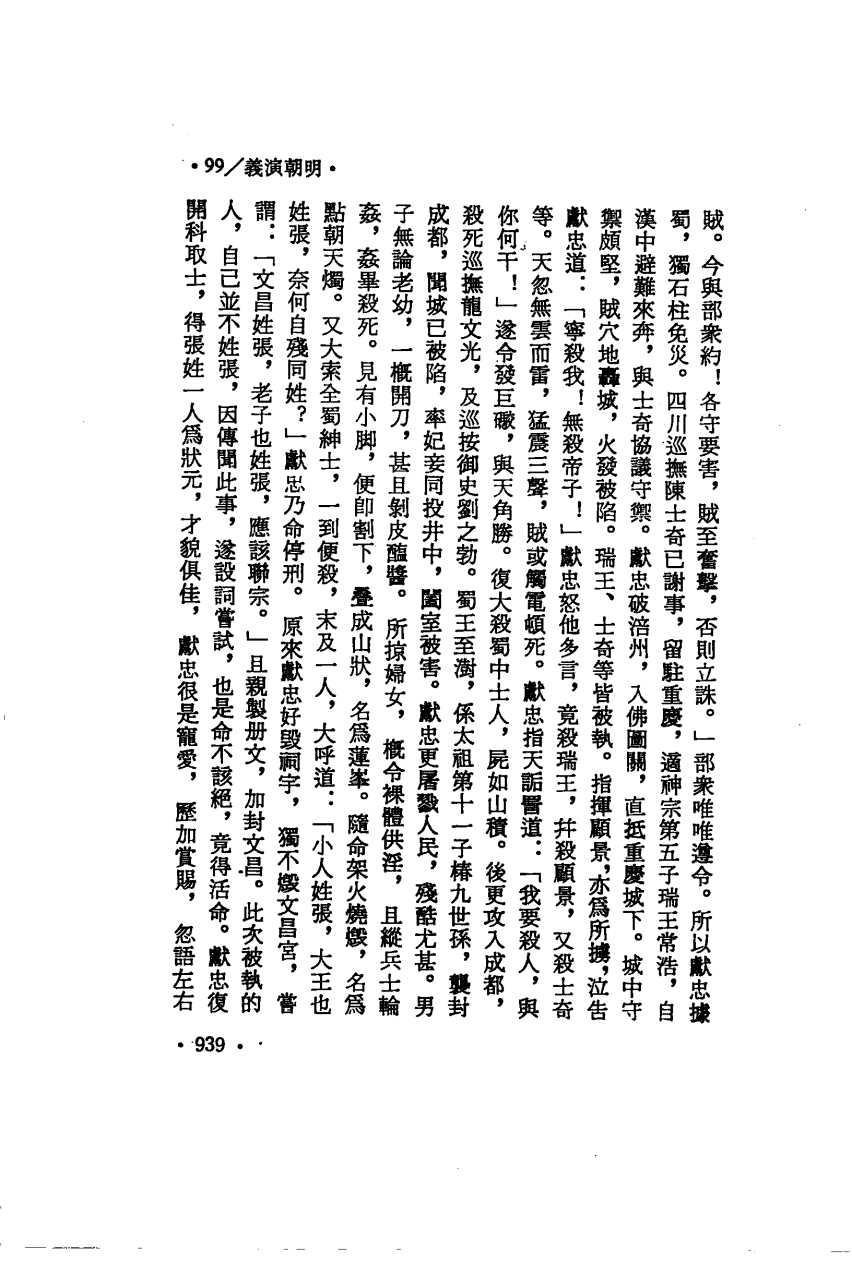 ·99／義演朝明·
賊。今與部衆約！各守要害，賊至奮擊，否則立誅。」部衆唯唯遵令。所以獻忠據
蜀，獨石柱免災。四川巡撫陳士奇已謝事，留駐重慶，適神宗第五子瑞王常浩，自
漢中避難來奔，與士奇協議守禦。獻忠破涪州，入佛圖關，直抵重慶城下。城中守
禦頗堅，賊穴地轟城，火發被陷。瑞王、士奇等皆被執。指揮顧景，亦爲所擄，泣告
獻忠道：「寧殺我！無殺帝子！」獻忠怒他多言，竟殺瑞王，幷殺顧景，又殺士奇
等。天忽無雲而雷，猛震三聲，賊或觸電頓死。獻忠指天詬詈道：「我要殺人，與
你何干！」遂令發巨礮，與天角勝。復大殺蜀中士人，屍如山積。後更攻入成都，
殺死巡撫龍文光，及巡按御史劉之勃。蜀王至澍，係太祖第十一子椿九世孫，襲封
成都，聞城已被陷，率妃妾同投井中，闔室被害。獻忠更屠戮人民，殘酷尤甚。男
子無論老幼，一概開刀，甚且剝皮醢醬。所掠婦女，概令裸體供淫，且縱兵士輪
姦，姦畢殺死。見有小脚，便卽割下，疊成山狀，名爲蓮峯。隨命架火燒燬，名爲
點朝天燭。又大索全蜀紳士，一到便殺，末及一人，大呼道：「小人姓張，大王也
姓張，奈何自殘同姓？」獻忠乃命停刑。原來獻忠好毀祠宇，獨不燬文昌宮，嘗
謂：「文昌姓張，老子也姓張，應該聯宗。」且親製册文，加封文昌。此次被執的
人，自己並不姓張，因傳聞此事，遂設詞嘗試，也是命不該絕，竟得活命。獻忠復
開科取士，得張姓一人爲狀元，才貌俱佳，獻忠很是寵愛，歷加賞賜，忽語左右
·939·